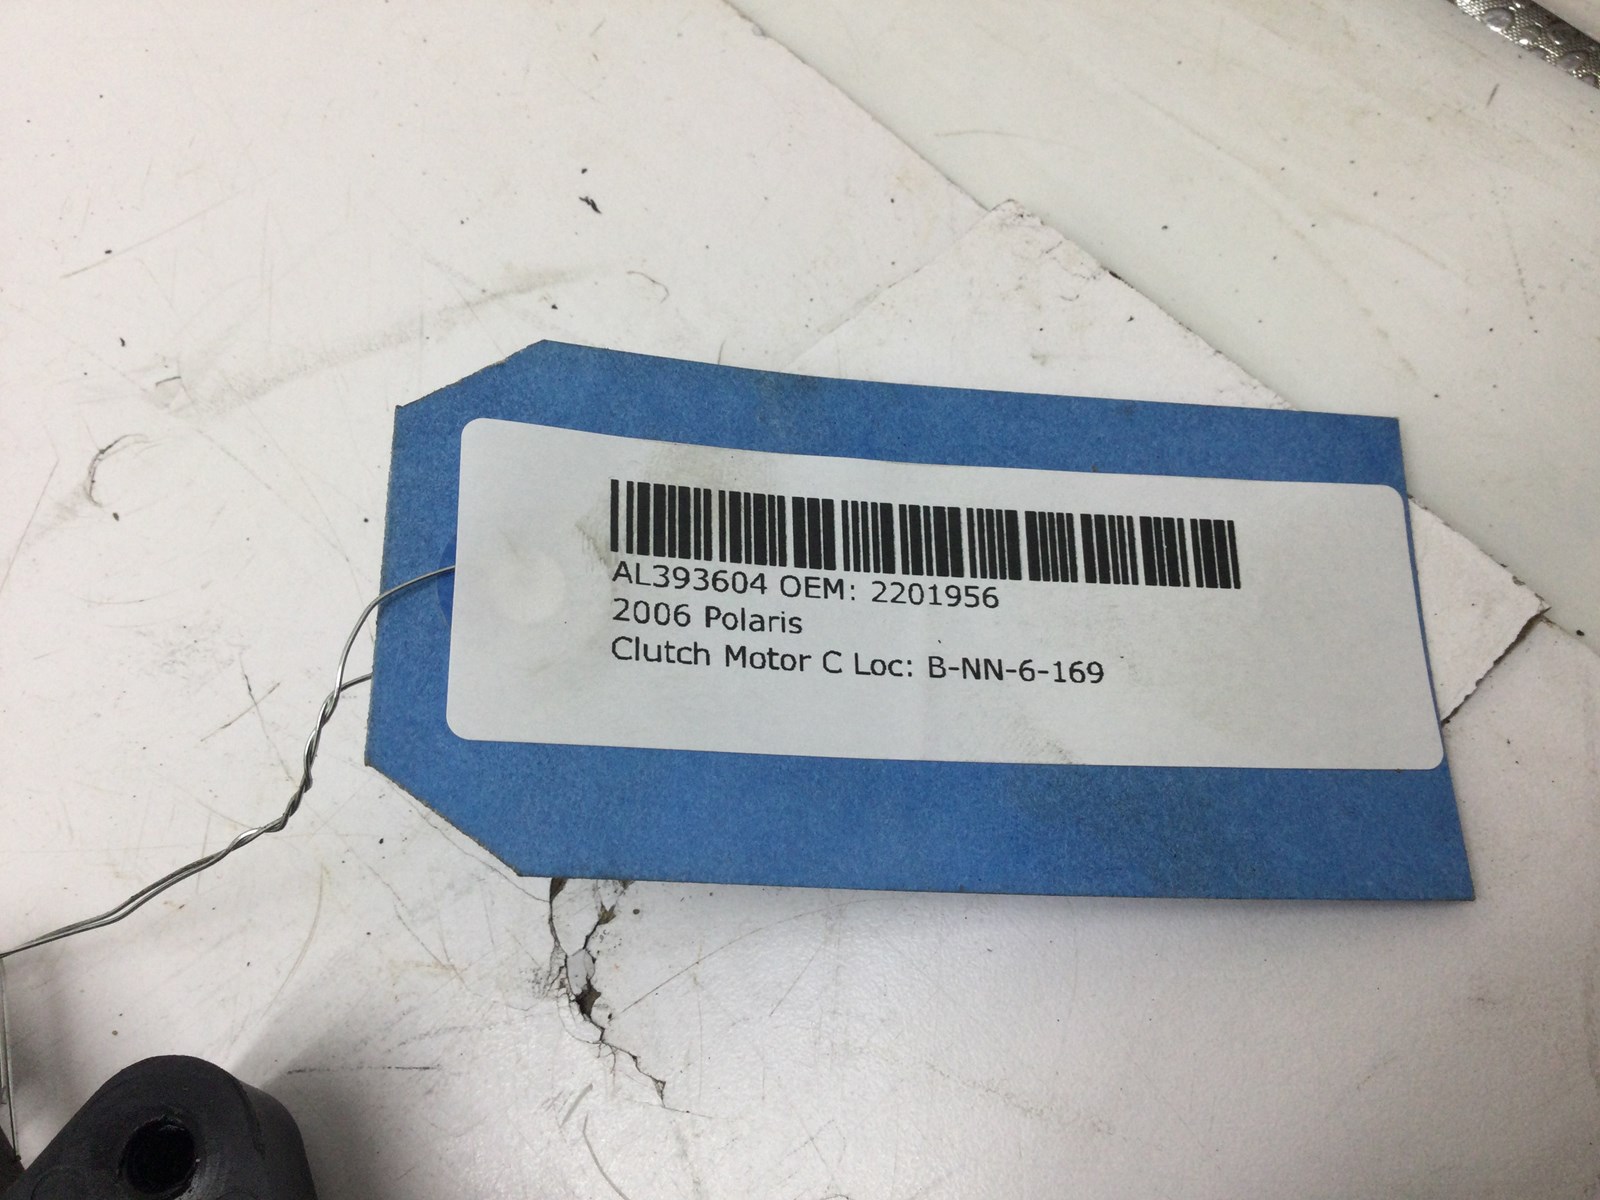 AL393604 OEM: 2201956
2006 Polaris
Clutch Motor C Loc: B-NN-6-169